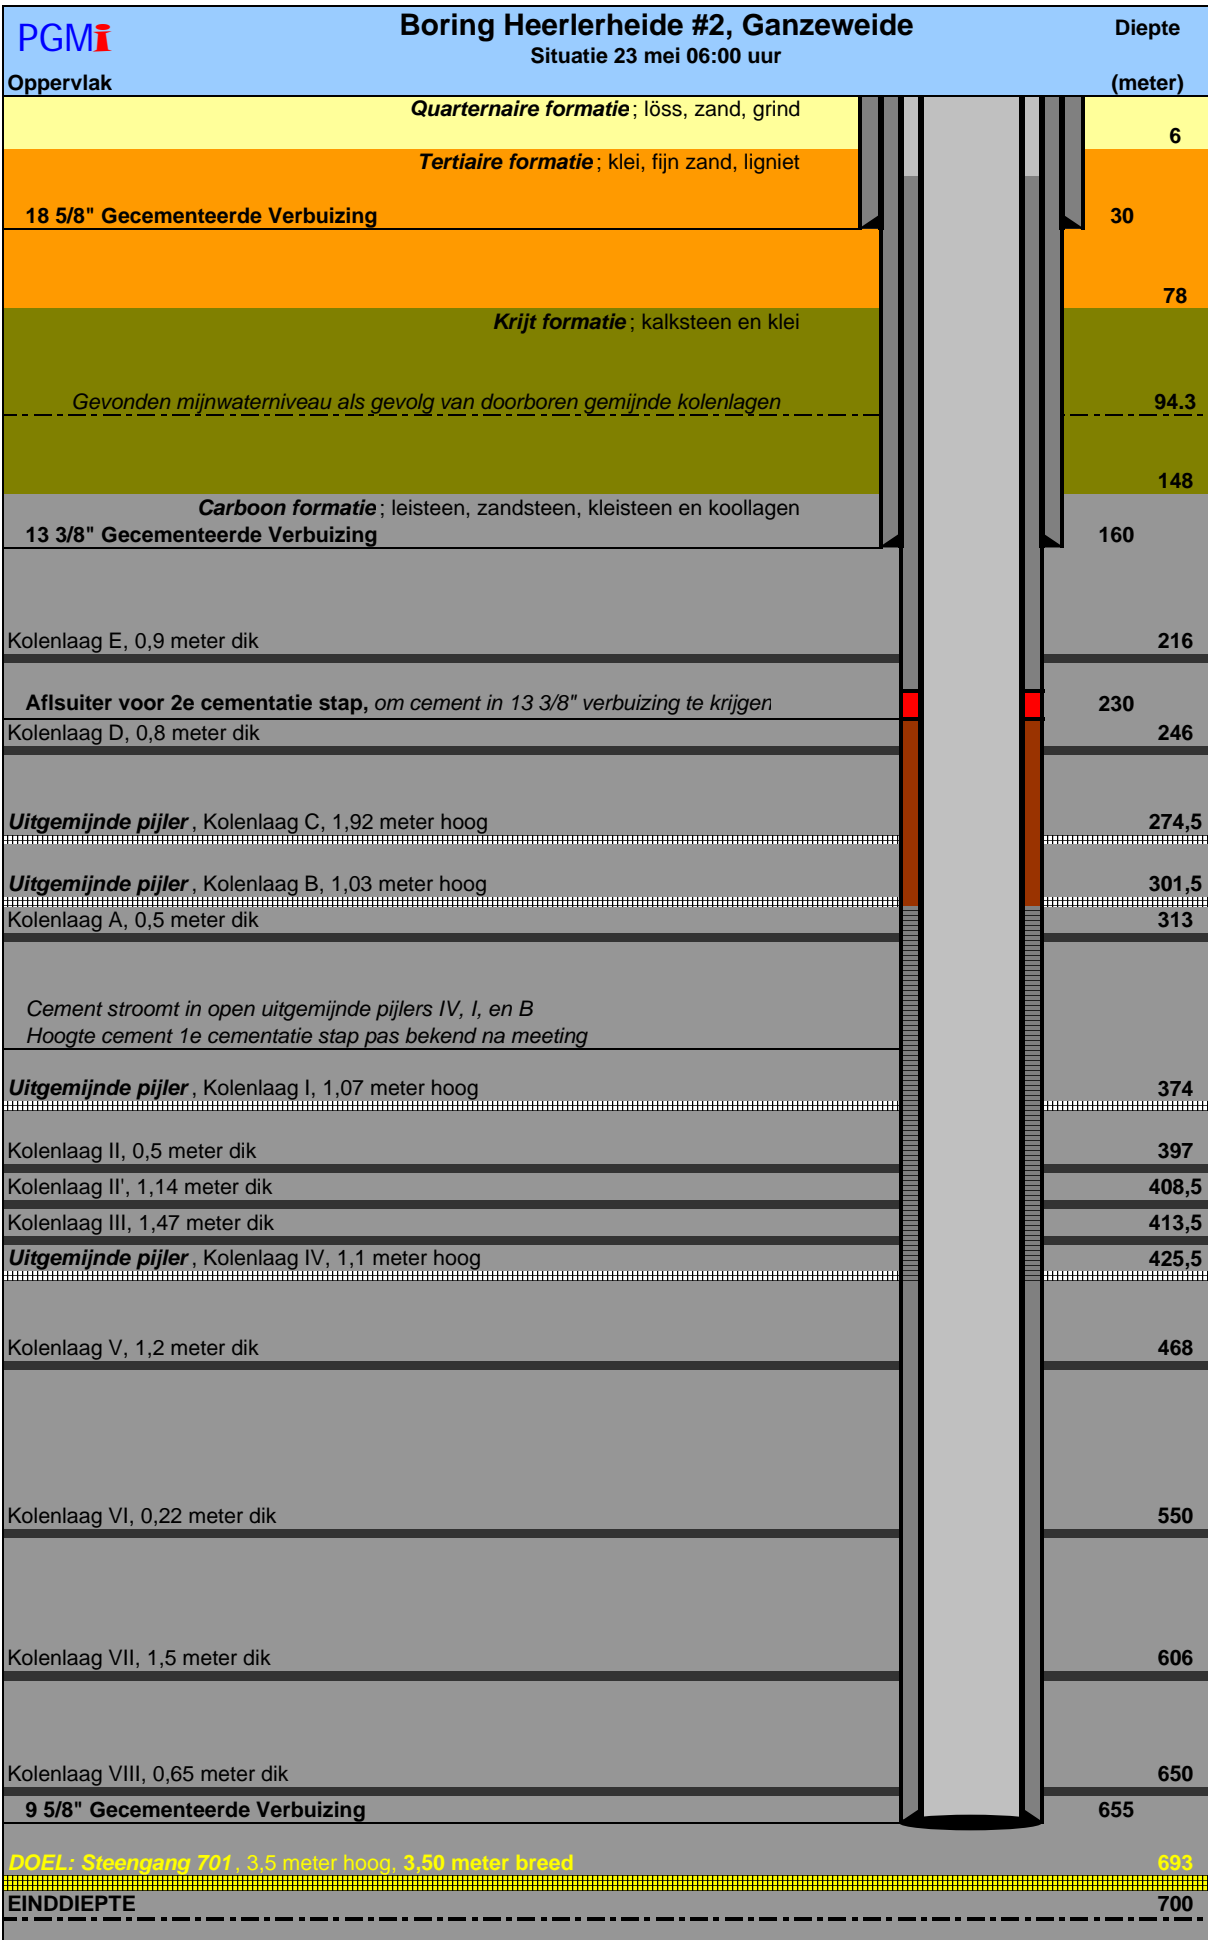 PGMi
Boring Heerlerheide #2, Ganzeweide
Diepte
Situatie 23 mei 06:00 uur
Oppervlak
(meter)
Quarternaire formatie; löss, zand, grind
6
Tertiaire formatie; klei, fijn zand, ligniet
18 5/8" Gecementeerde Verbuizing
30
78
Krijt formatie; kalksteen en klei
Gevonden mijnwaterniveau als gevolg van doorboren gemijnde kolenlagen
94.3
148
Carboon formatie; leisteen, zandsteen, kleisteen en koollagen
13 3/8" Gecementeerde Verbuizing
160
Kolenlaag E, 0,9 meter dik
216
Aflsuiter voor 2e cementatie stap, om cement in 13 3/8" verbuizing te krijgen
230
Kolenlaag D, 0,8 meter dik
246
Uitgemijnde pijler, Kolenlaag C, 1,92 meter hoog
274,5
Uitgemijnde pijler, Kolenlaag B, 1,03 meter hoog
301,5
Kolenlaag A, 0,5 meter dik
313
Cement stroomt in open uitgemijnde pijlers IV, I, en B
Hoogte cement 1e cementatie stap pas bekend na meeting
Uitgemijnde pijler, Kolenlaag I, 1,07 meter hoog
374
Kolenlaag II, 0,5 meter dik
397
Kolenlaag II', 1,14 meter dik
408,5
Kolenlaag III, 1,47 meter dik
413,5
Uitgemijnde pijler, Kolenlaag IV, 1,1 meter hoog
425,5
Kolenlaag V, 1,2 meter dik
468
Kolenlaag VI, 0,22 meter dik
550
Kolenlaag VII, 1,5 meter dik
606
Kolenlaag VIII, 0,65 meter dik
650
9 5/8" Gecementeerde Verbuizing
655
DOEL: Steengang 701, 3,5 meter hoog, 3,50 meter breed
693
EINDDIEPTE
700